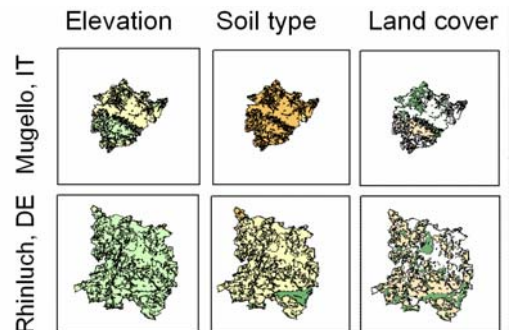 Elevation Soil type Land cover
Mugello, IT
Rhinluch, DE